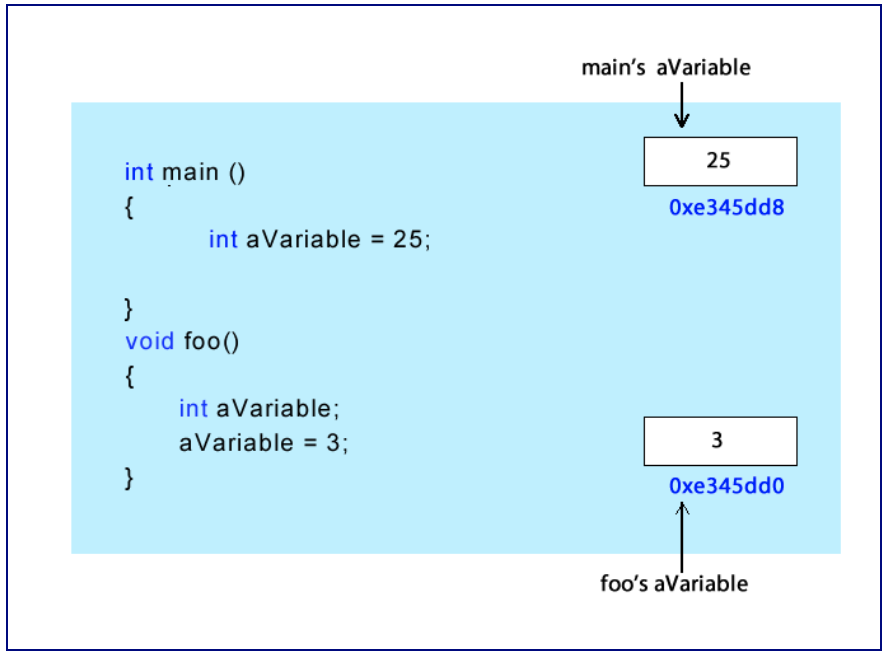 main's aVariable
25
0xe345dd8
int main ()
{
int aVariable = 25;
}
void foo()
{
int aVariable;
aVariable = 3;
}
3
0xe345dd0
foo's aVariable